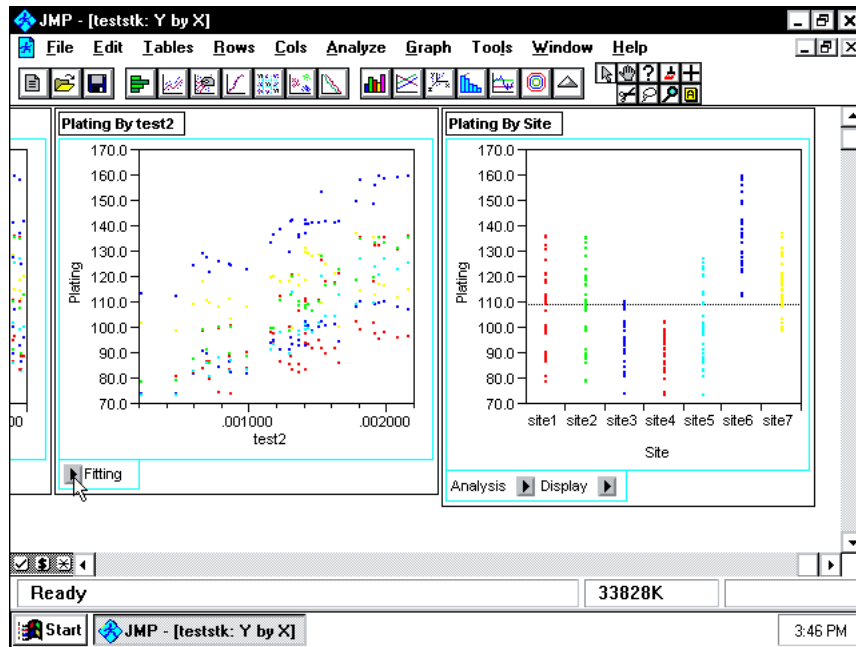 JMP - [teststk: Y by X]
File Edit Tables Rows Cols Analyze Graph Tools Window Help
Plating By test2
170.0
160.0
150.0
140.0
130.0
120.0
110.0
100.0
90.0
80.0
70.0
Plating
.001000 .002000
test2
Fitting
Plating By Site
170.0
160.0
150.0
140.0
130.0
120.0
110.0
100.0
90.0
80.0
70.0
Plating
site1 site2 site3 site4 site5 site6 site7
Site
Analysis Display
00
Ready 33828K
Start JMP - [teststk: Y by X] 3:46 PM